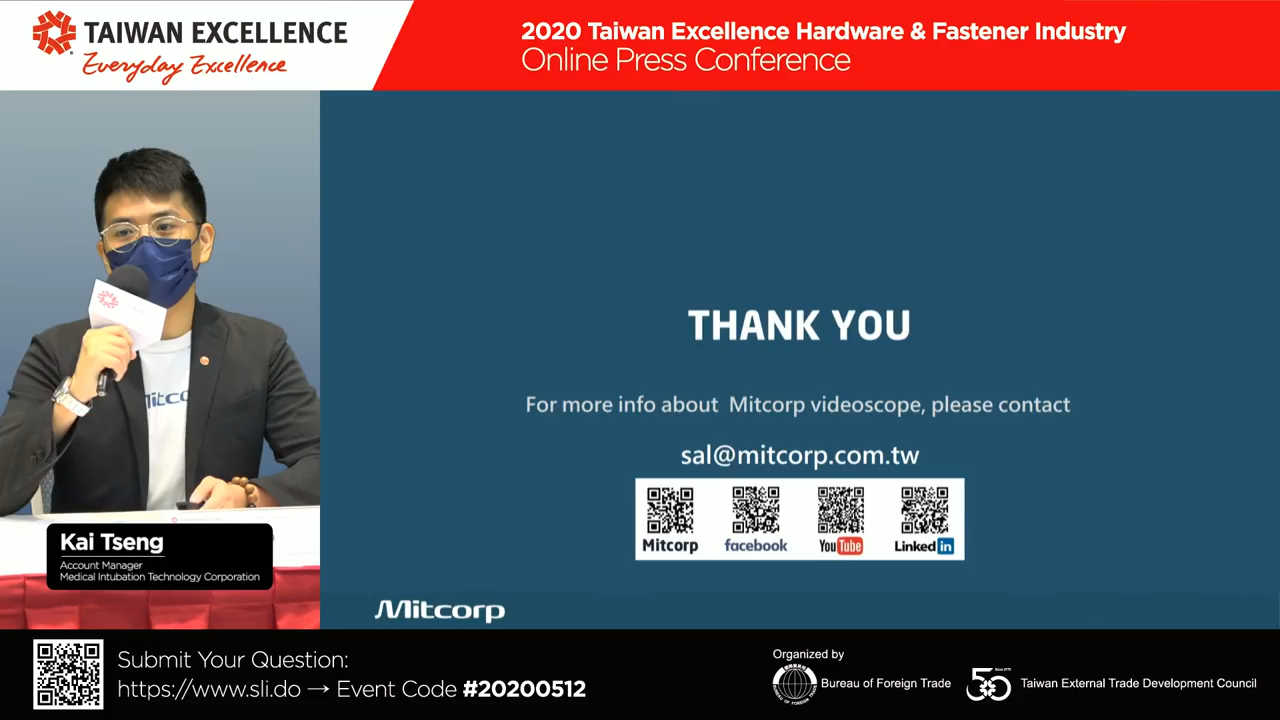 TAIWAN EXCELLENCE
Everyday Excellence
2020 Taiwan Excellence Hardware & Fastener Industry
Online Press Conference
THANK YOU
For more info about Mitcorp videoscope, please contact
sal@mitcorp.com.tw
Mitcorp
facebook
YouTube
Linked in
Mitcorp
Kai Tseng
Account Manager
Medical Intubation Technology Corporation
Submit Your Question:
https://www.sli.do → Event Code #20200512
Organized by
Bureau of Foreign Trade
50
Taiwan External Trade Development Council